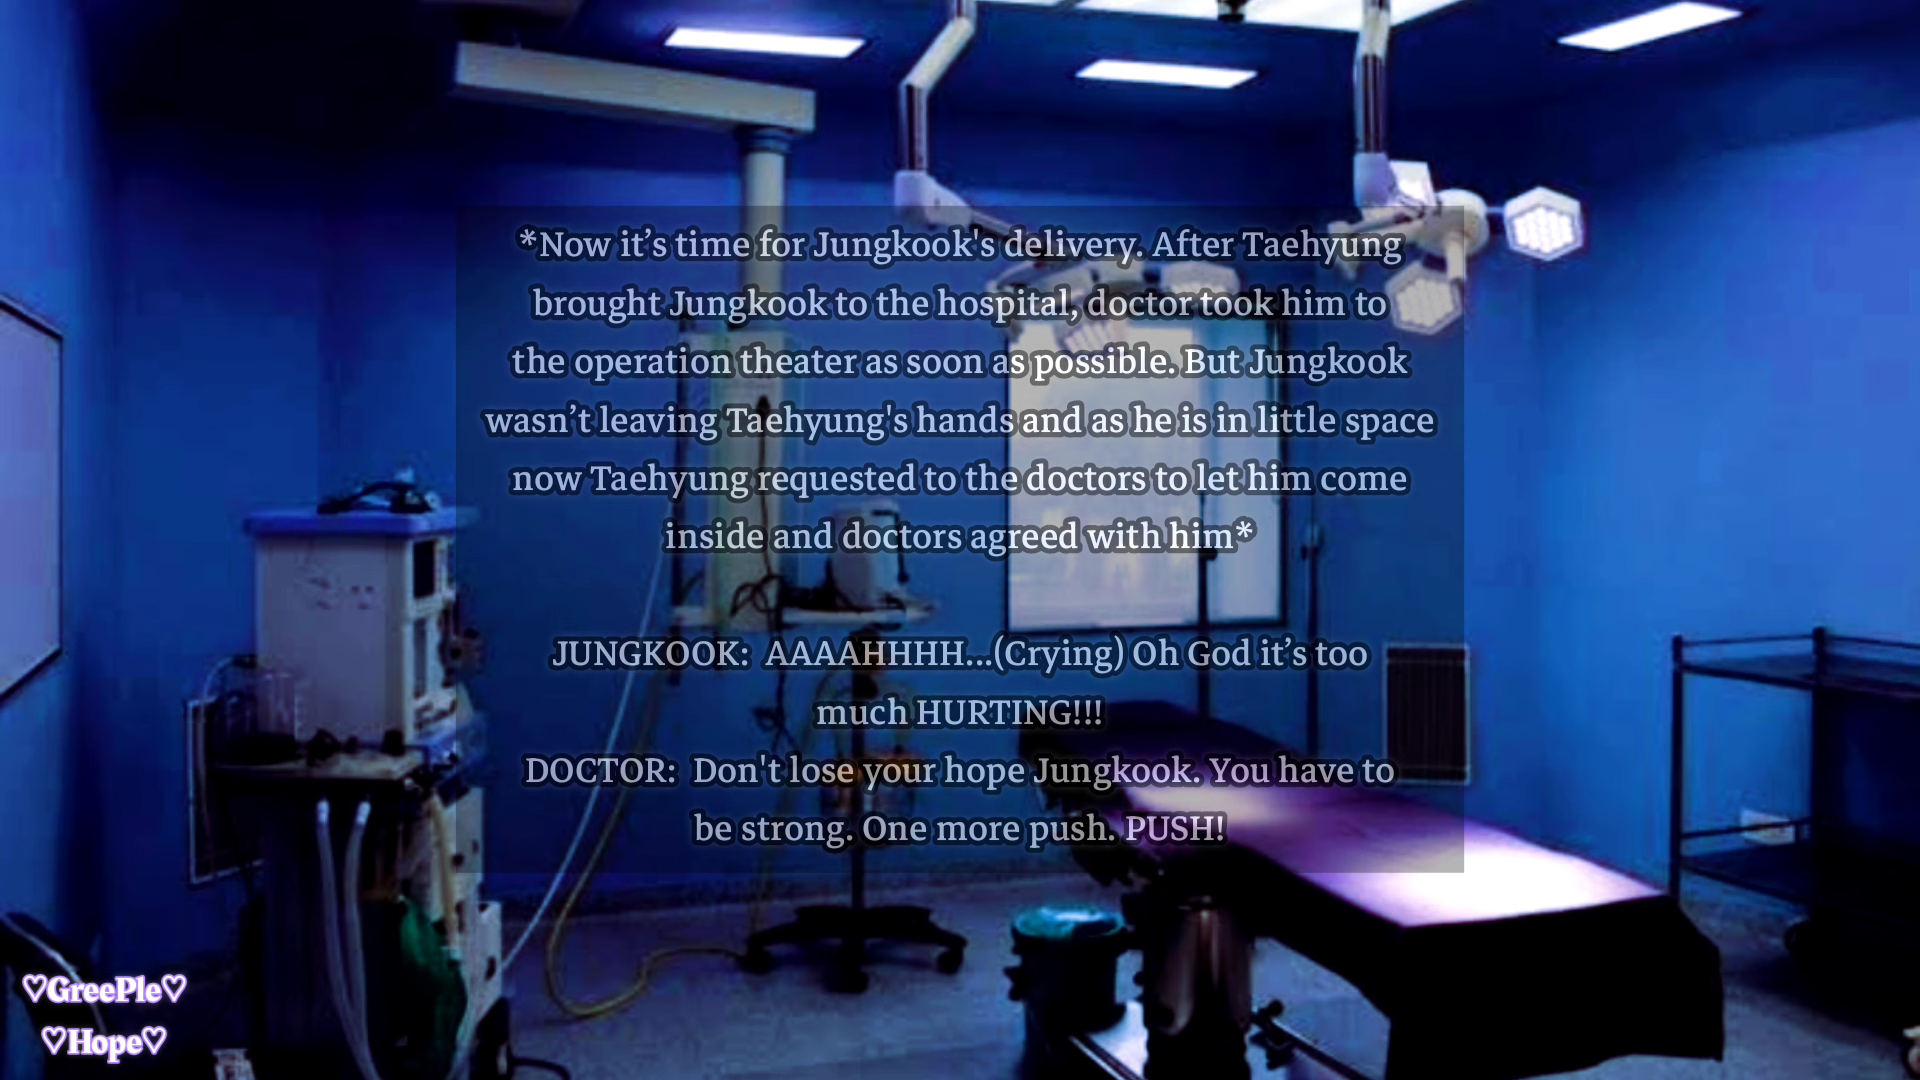 *Now it’s time for Jungkook's delivery. After Taehyung
brought Jungkook to the hospital, doctor took him to
the operation theater as soon as possible. But Jungkook
wasn’t leaving Taehyung's hands and as he is in little space
now Taehyung requested to the doctors to let him come
inside and doctors agreed with him*
JUNGKOOK:  AAAAHHHH...(Crying) Oh God it’s too
much HURTING!!!
DOCTOR:  Don't lose your hope Jungkook. You have to
be strong. One more push. PUSH!
♡GreePle♡
♡Hope♡